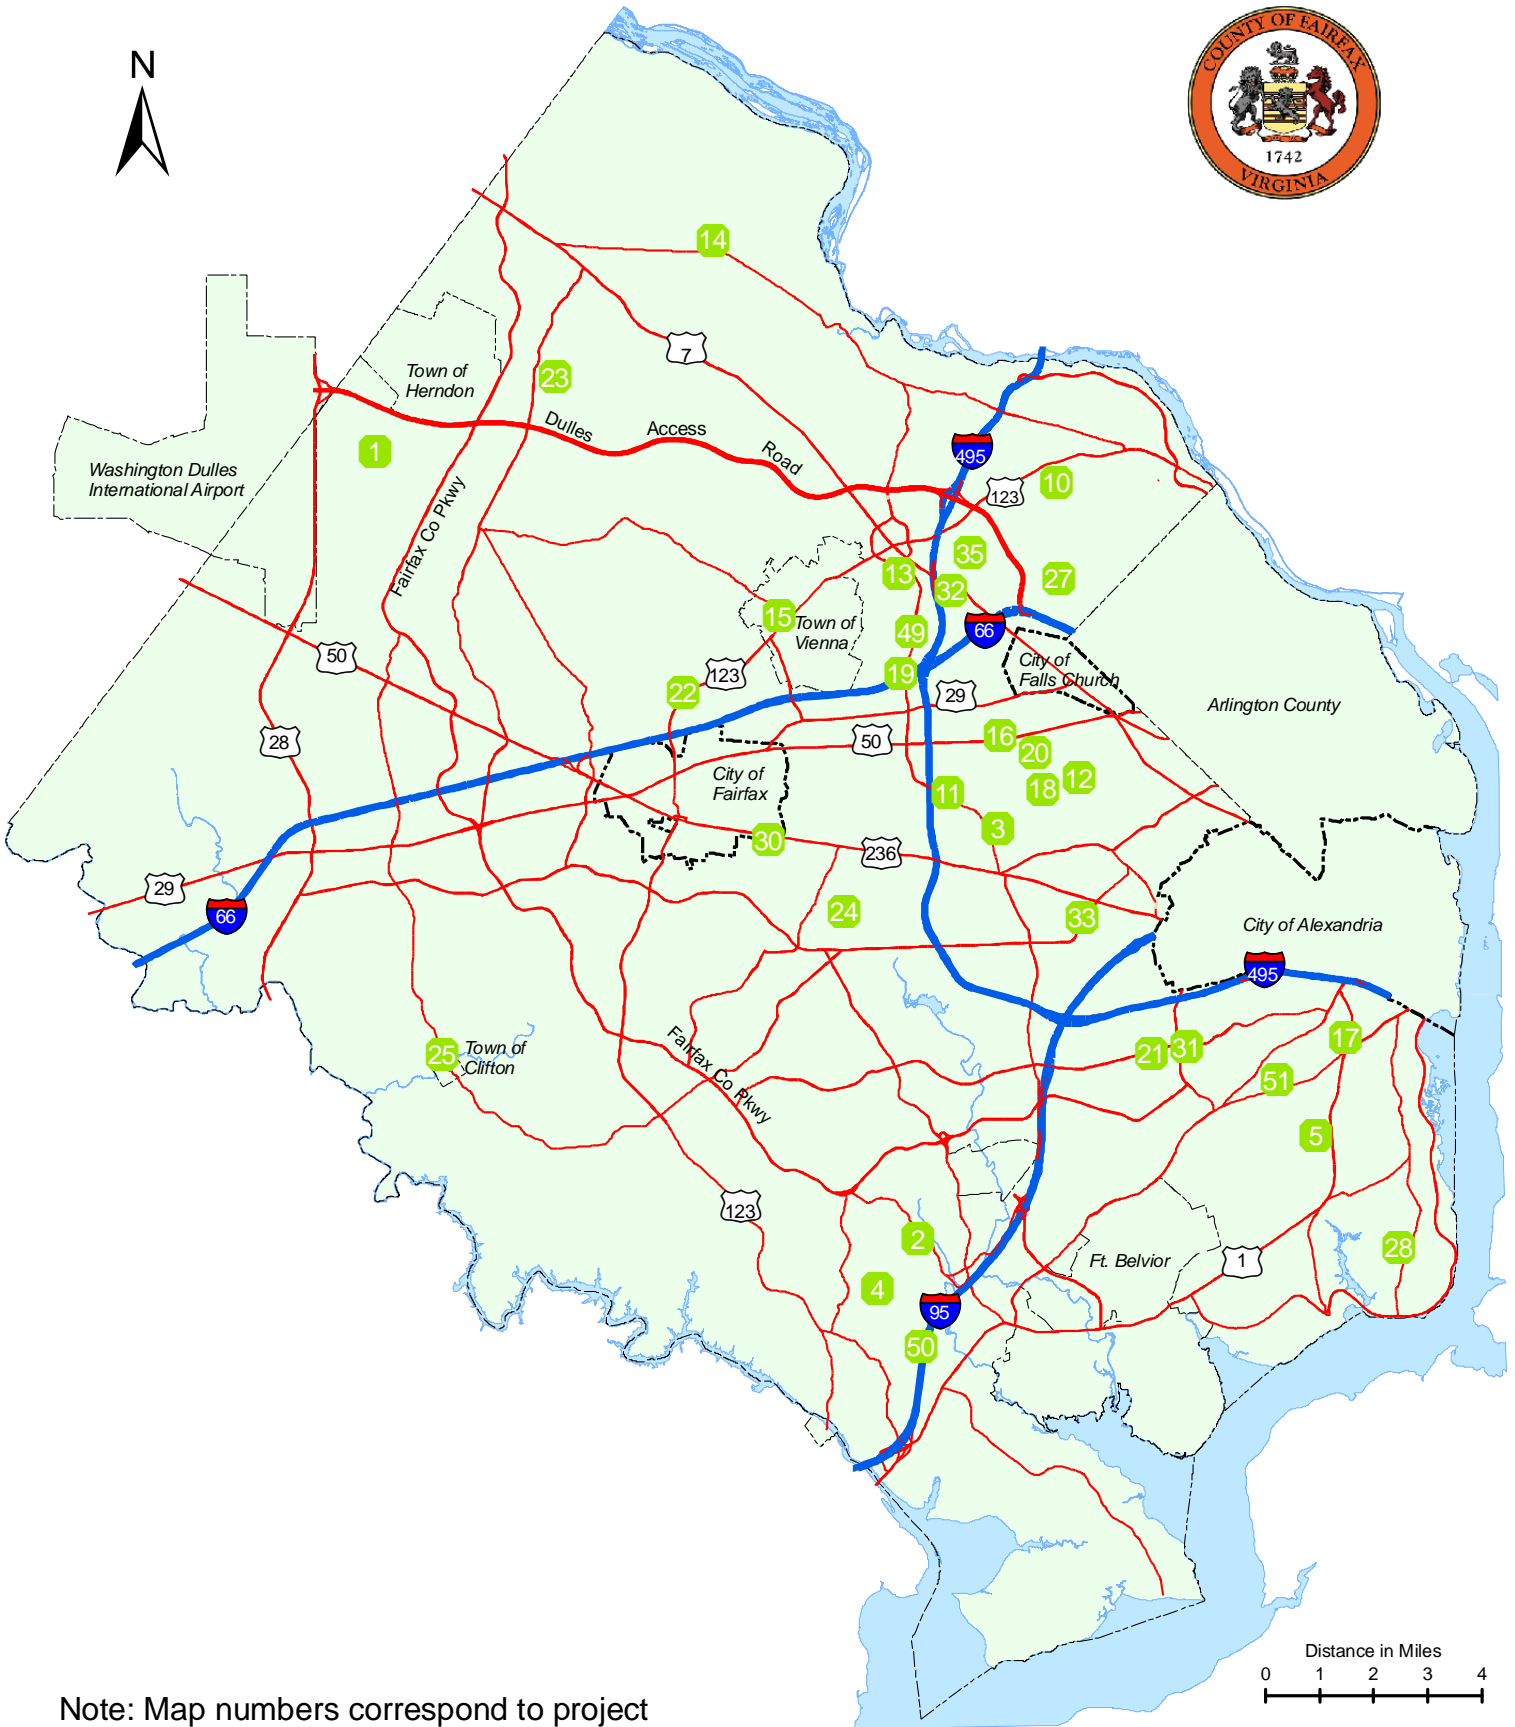 COUNTY OF FAIRFAX
1742
VIRGINIA
N
14
7
Town of
Herndon
23
Dulles
Access
Road
1
495
Washington Dulles
International Airport
123
10
Fairfax Co Pkwy
35
13
27
32
15
Town of
Vienna
49
66
50
City of
Falls Church
123
19
22
29
Arlington County
28
50
16
20
City of
Fairfax
12
18
11
3
30
236
29
66
24
33
City of Alexandria
495
25
Town of
Clifton
Fairfax Co Pkwy
17
31
21
51
5
123
2
28
Ft. Belvior
1
4
95
50
Distance in Miles
0 1 2 3 4
Note: Map numbers correspond to project